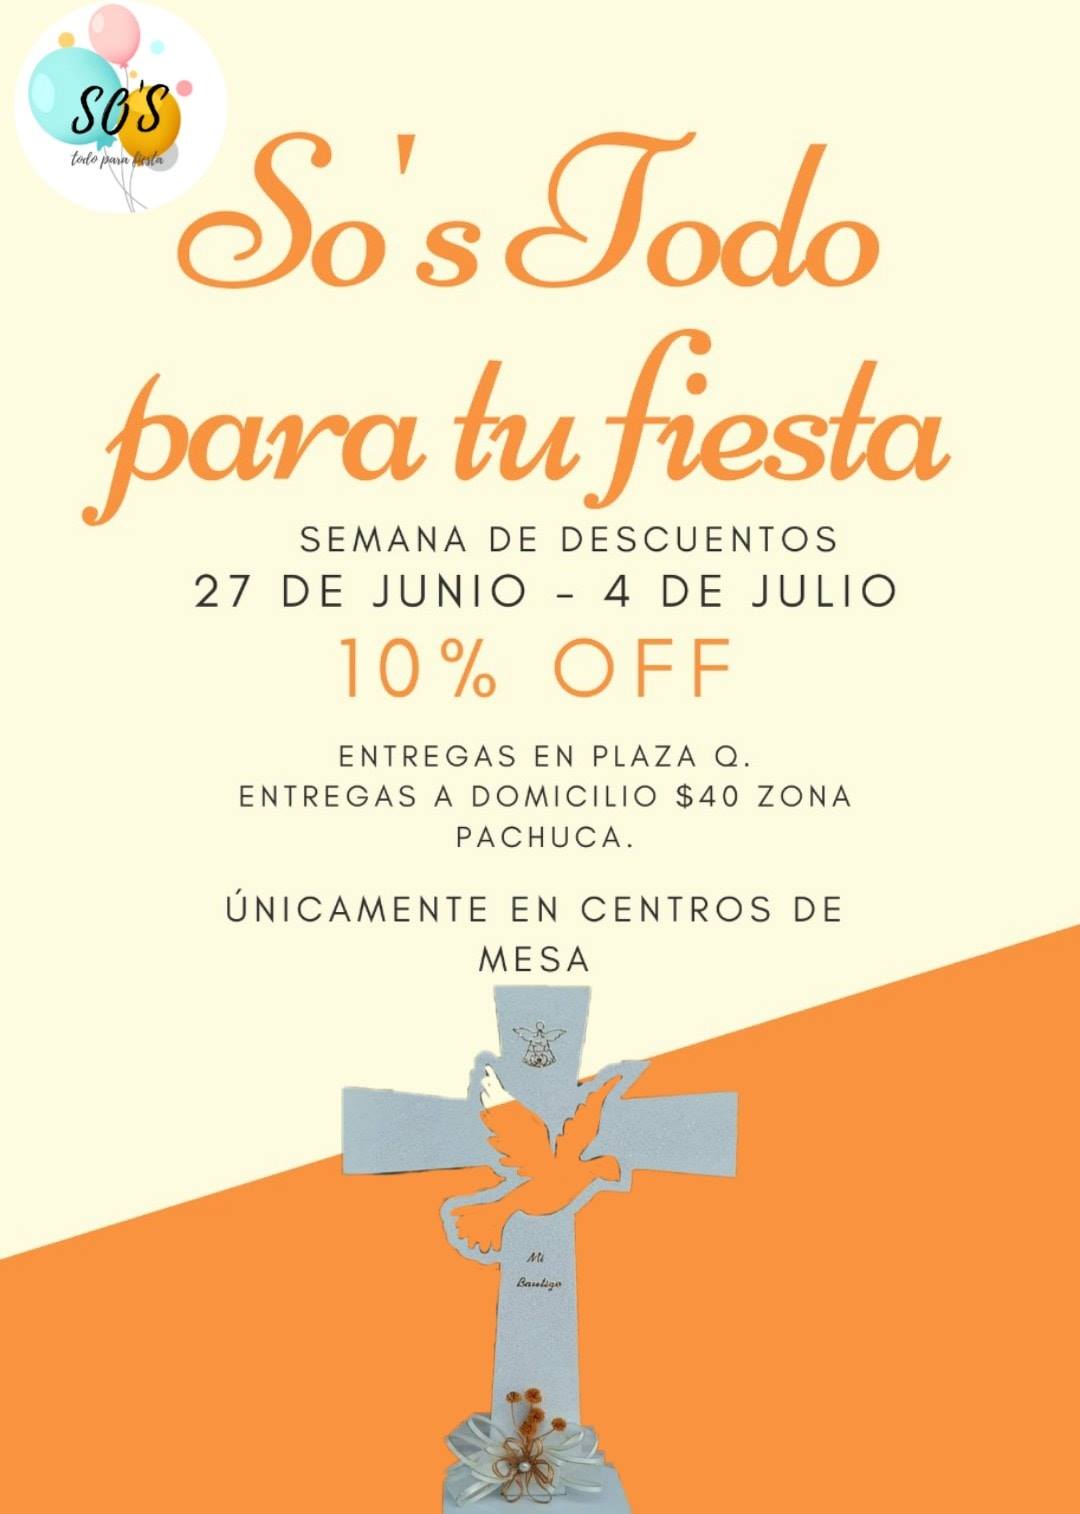 SO'S
todo para fiesta
So's Todo
para tu fiesta
SEMANA DE DESCUENTOS
27 DE JUNIO - 4 DE JULIO
10% OFF
ENTREGAS EN PLAZA Q.
ENTREGAS A DOMICILIO $40 ZONA
PACHUCA.
ÚNICAMENTE EN CENTROS DE
MESA
Mi
Bautizo